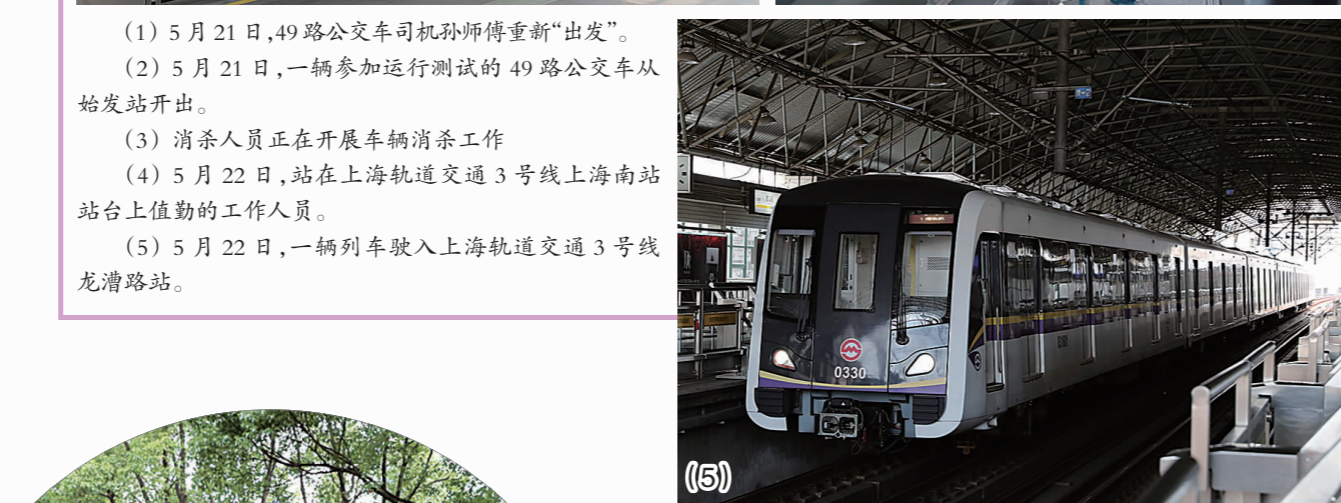 （1）5 月 21 日,49 路公交车司机孙师傅重新“出发”。
（2）5 月 21 日,一辆参加运行测试的 49 路公交车从
始发站开出。
（3）消杀人员正在开展车辆消杀工作
（4）5 月 22 日,站在上海轨道交通 3 号线上海南站
站台上值勤的工作人员。
（5）5 月 22 日,一辆列车驶入上海轨道交通 3 号线
龙漕路站。
0330
(5)